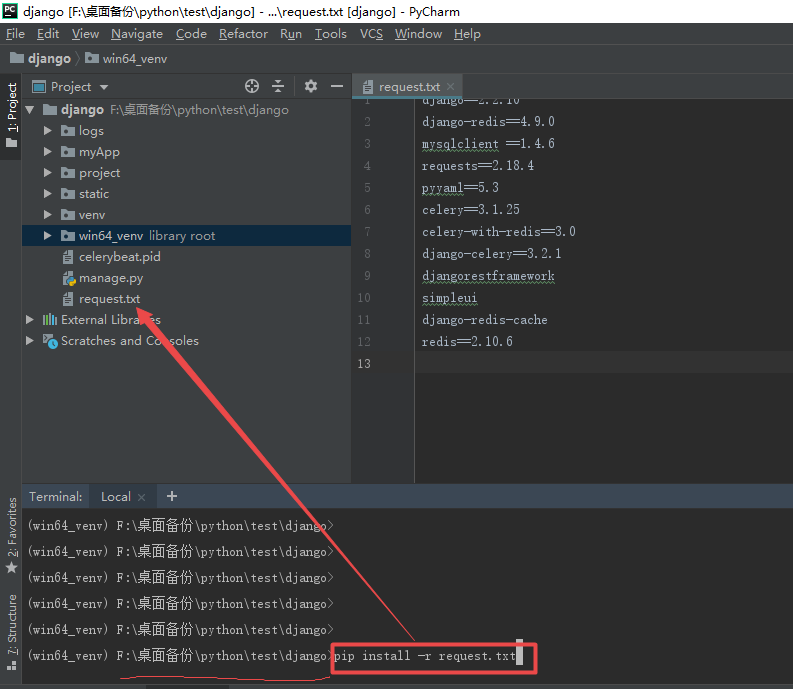 django [F:\桌面备份\python\test\django] - ...\request.txt [django] - PyCharm
File Edit View Navigate Code Refactor Run Tools VCS Window Help
django win64_venv
1: Project
Project
request.txt
django F:\桌面备份\python\test\django
logs
myApp
project
static
venv
win64_venv library root
celerybeat.pid
manage.py
request.txt
External Libraries
Scratches and Consoles
1 django==2.2.10
2 django-redis==4.9.0
3 mysqlclient ==1.4.6
4 requests==2.18.4
5 pyyaml==5.3
6 celery==3.1.25
7 celery-with-redis==3.0
8 django-celery==3.2.1
9 djangorestframework
10 simpleui
11 django-redis-cache
12 redis==2.10.6
13
2: Favorites
7: Structure
Terminal: Local +
(win64_venv) F:\桌面备份\python\test\django>
(win64_venv) F:\桌面备份\python\test\django>
(win64_venv) F:\桌面备份\python\test\django>
(win64_venv) F:\桌面备份\python\test\django>
(win64_venv) F:\桌面备份\python\test\django>
(win64_venv) F:\桌面备份\python\test\django>pip install -r request.txt